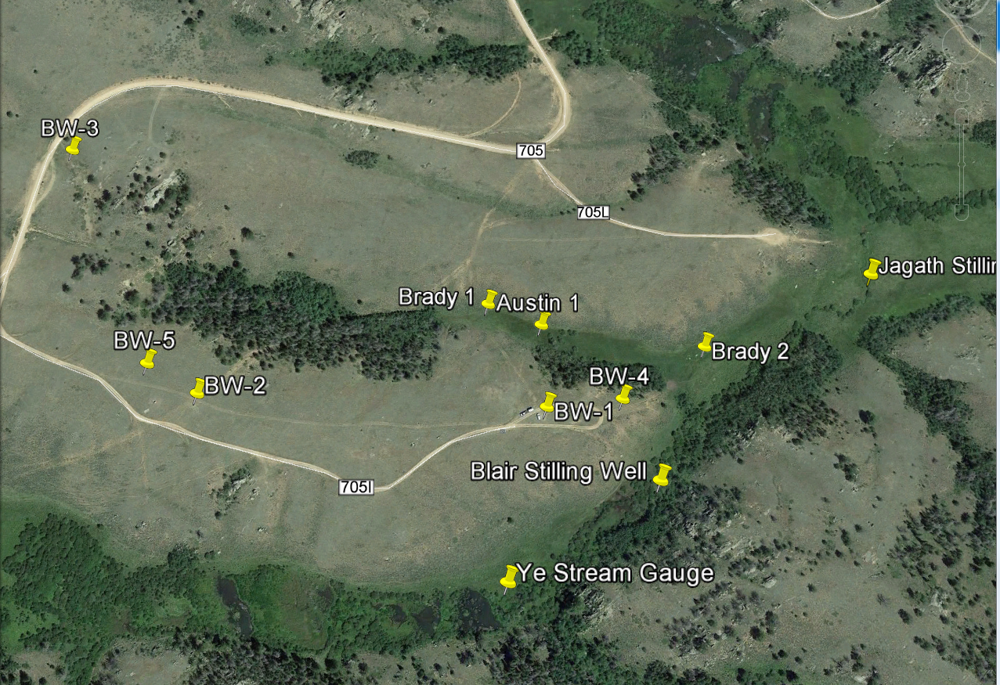 BW-3
705
705L
Jagath Stillin
Brady 1
Austin 1
BW-5
Brady 2
BW-2
BW-4
BW-1
Blair Stilling Well
705I
Ye Stream Gauge